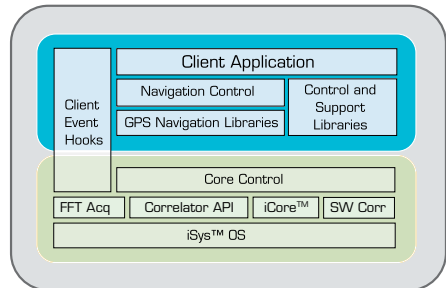 Client Application
Client
Event
Hooks
Navigation Control
GPS Navigation Libraries
Control and
Support
Libraries
Core Control
FFT Acq
Correlator API
iCore™
SW Corr
iSys™ OS